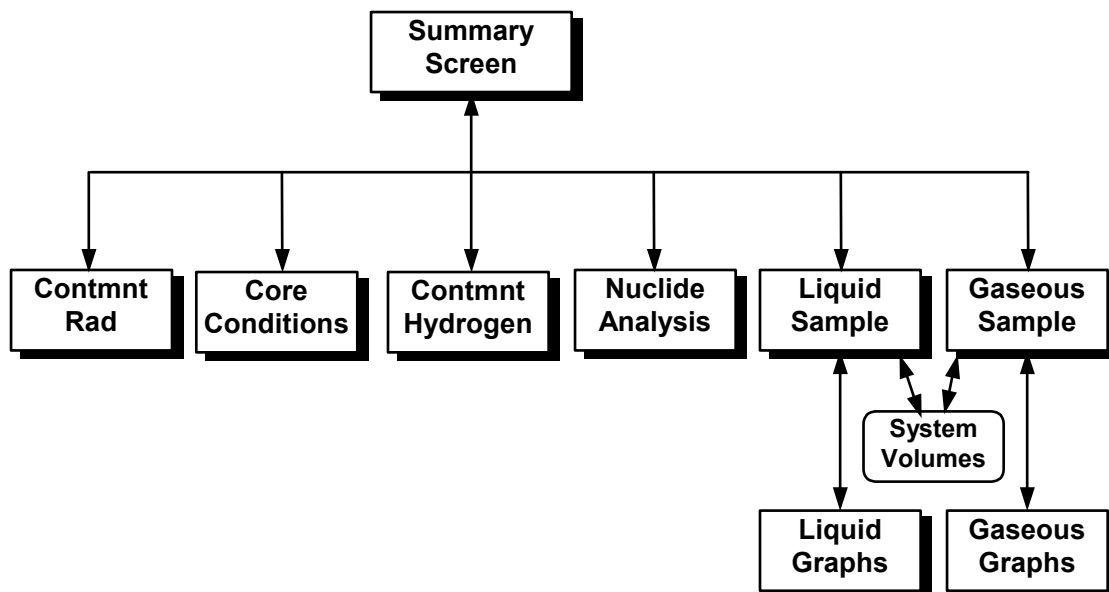 Summary
Screen
Contmnt
Rad
Core
Conditions
Contmnt
Hydrogen
Nuclide
Analysis
Liquid
Sample
Gaseous
Sample
System
Volumes
Liquid
Graphs
Gaseous
Graphs